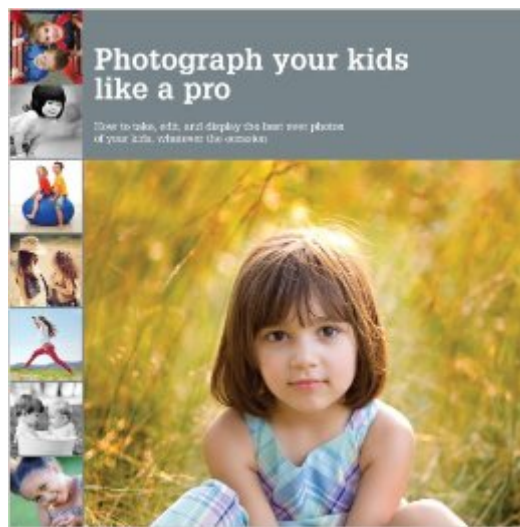 Photograph your kids
like a pro
How to take, edit, and display the best ever photos
of your kids, whatever the occasion